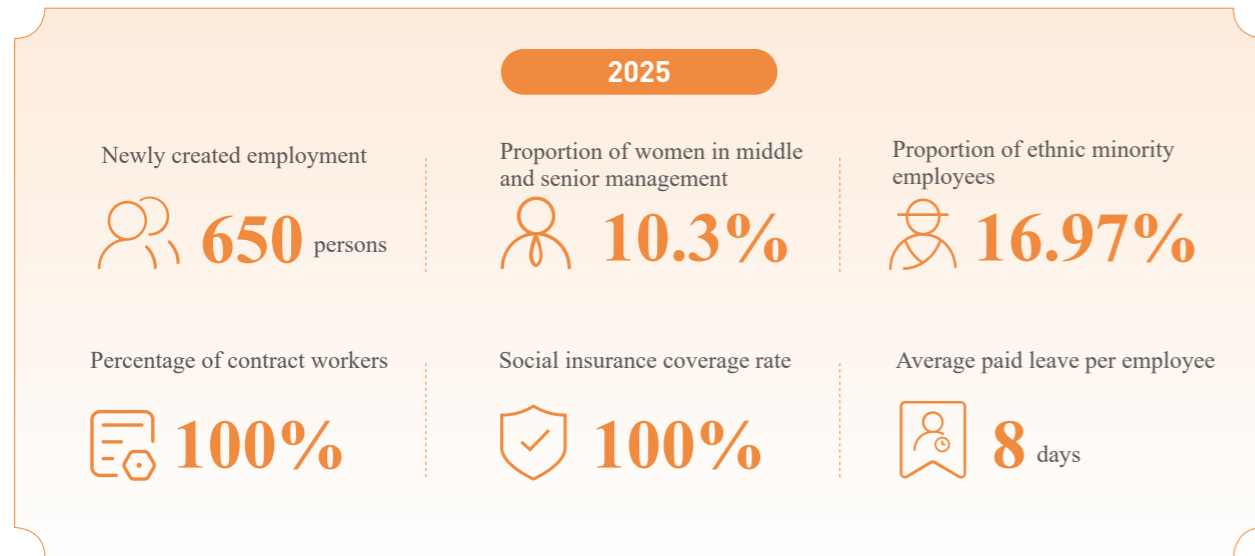 2025
Newly created employment
650 persons
Proportion of women in middle
and senior management
10.3%
Proportion of ethnic minority
employees
16.97%
Percentage of contract workers
100%
Social insurance coverage rate
100%
Average paid leave per employee
8 days